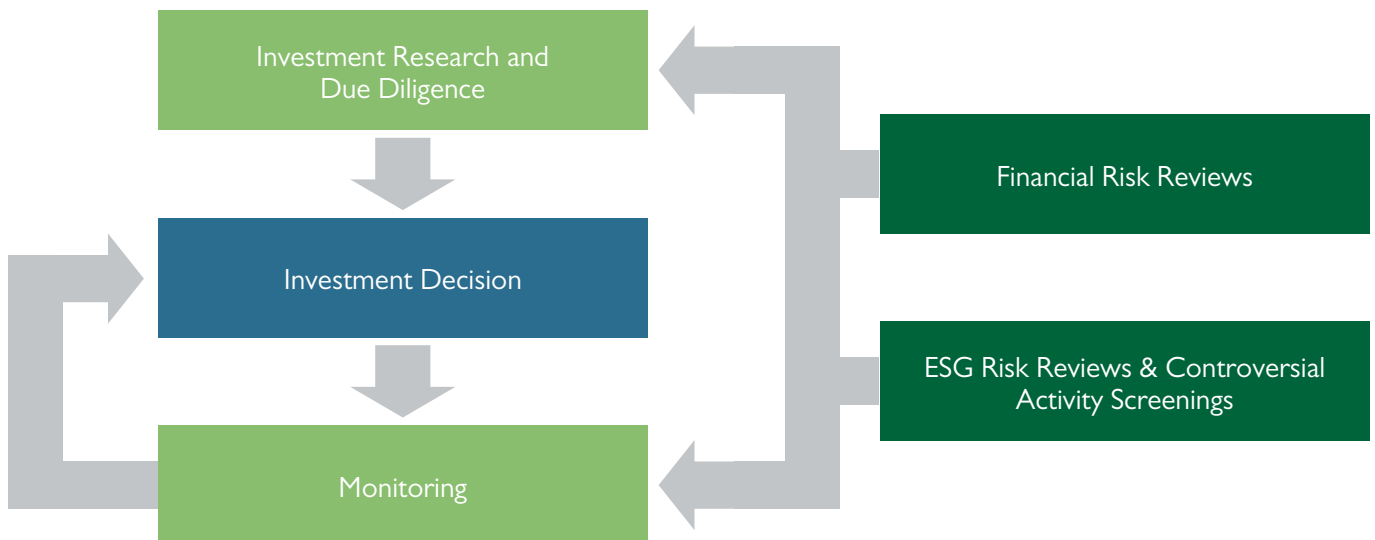 Investment Research and
Due Diligence
Financial Risk Reviews
Investment Decision
ESG Risk Reviews & Controversial
Activity Screenings
Monitoring